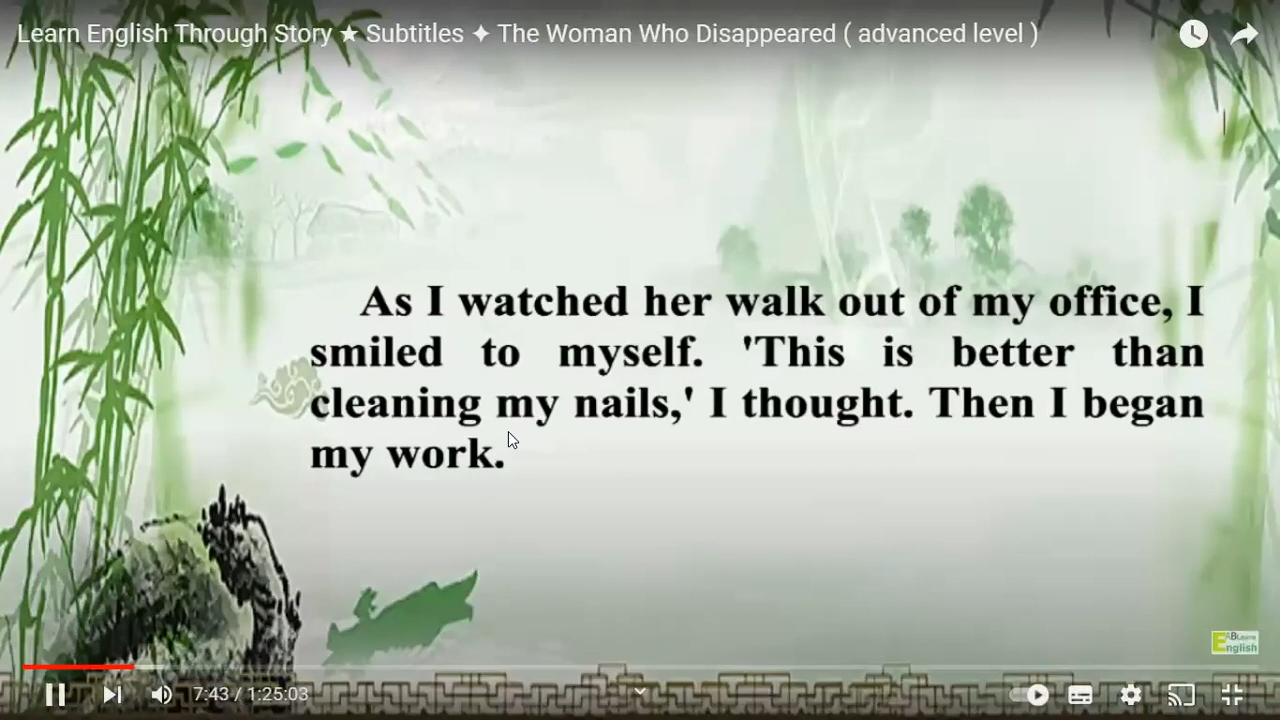 Learn English Through Story ★ Subtitles ✦ The Woman Who Disappeared ( advanced level )
As I watched her walk out of my office, I
smiled to myself. 'This is better than
cleaning my nails,' I thought. Then I began
my work.
EABLearn
English
7:43 / 1:25:03